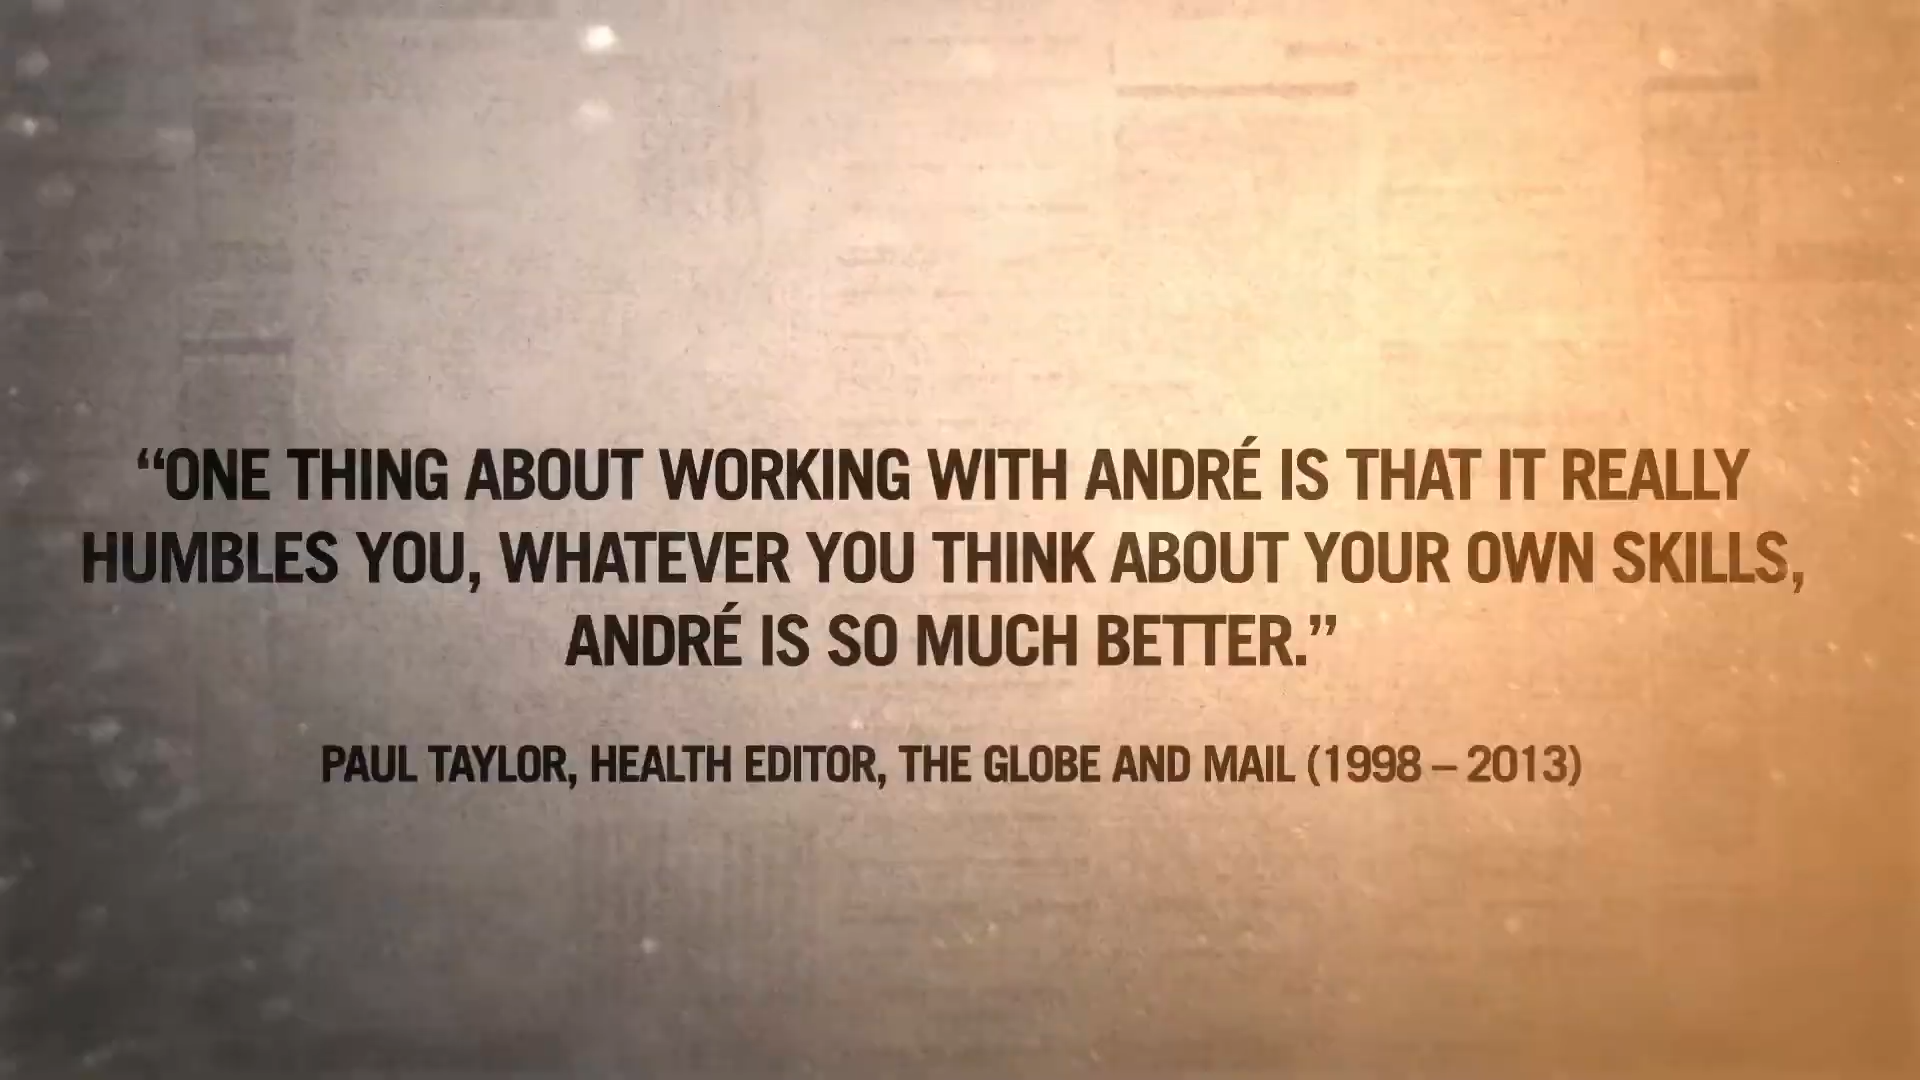 “ONE THING ABOUT WORKING WITH ANDRÉ IS THAT IT REALLY
HUMBLES YOU, WHATEVER YOU THINK ABOUT YOUR OWN SKILLS,
ANDRÉ IS SO MUCH BETTER.”
PAUL TAYLOR, HEALTH EDITOR, THE GLOBE AND MAIL (1998 – 2013)